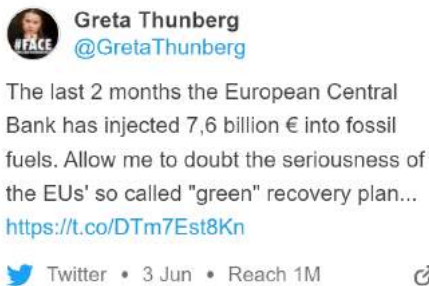 #FACE
Greta Thunberg
@GretaThunberg
The last 2 months the European Central
Bank has injected 7,6 billion € into fossil
fuels. Allow me to doubt the seriousness of
the EUs' so called "green" recovery plan...
https://t.co/DTm7Est8Kn
Twitter • 3 Jun • Reach 1M